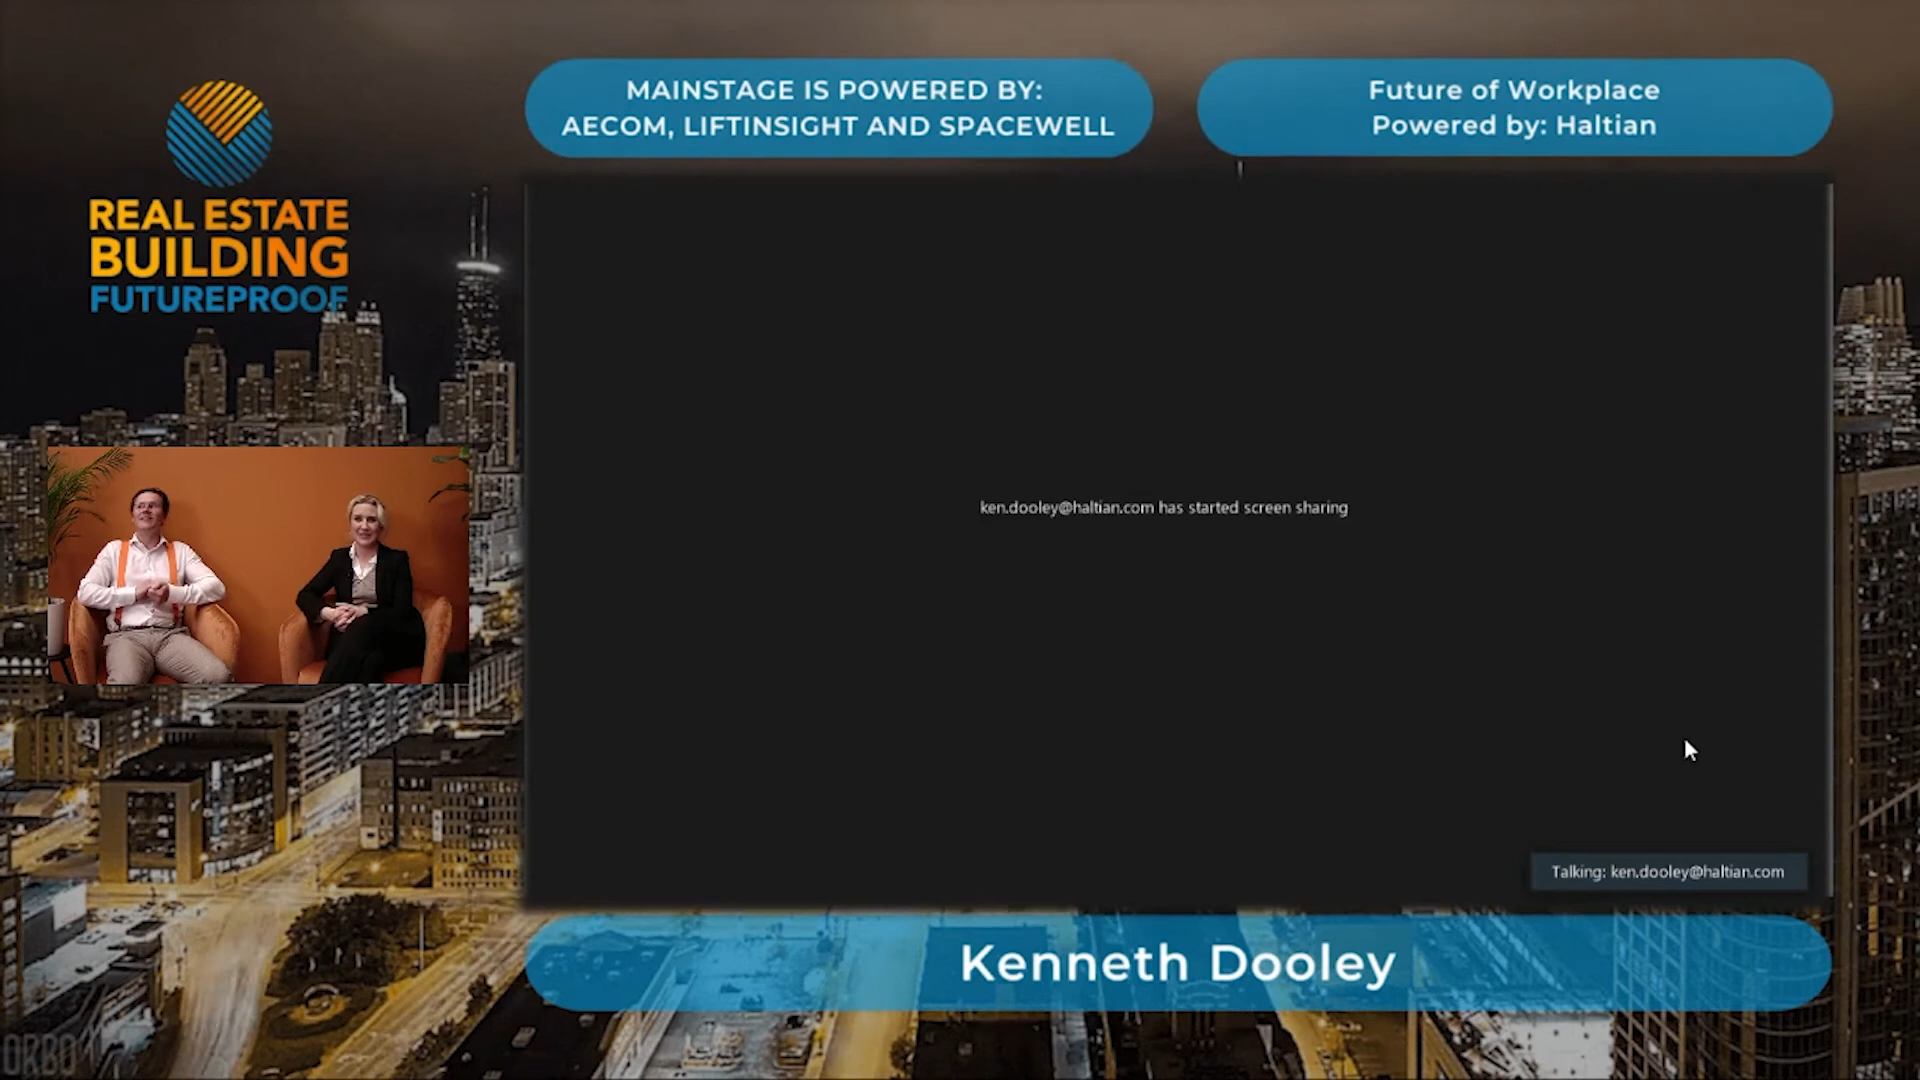 REAL ESTATE
BUILDING
FUTUREPROOF
MAINSTAGE IS POWERED BY:
AECOM, LIFTINSIGHT AND SPACEWELL
Future of Workplace
Powered by: Haltian
ken.dooley@haltian.com has started screen sharing
Talking: ken.dooley@haltian.com
Kenneth Dooley
ORBO